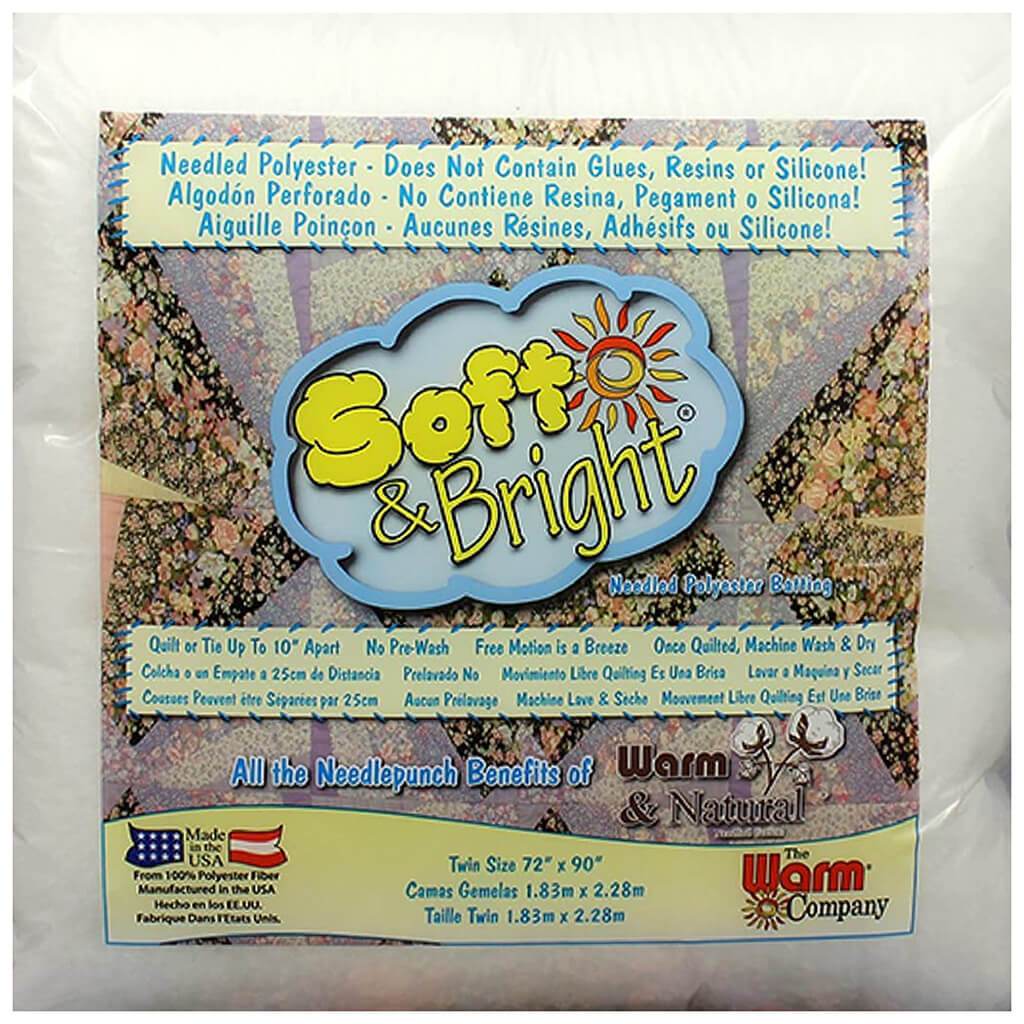 Needled Polyester - Does Not Contain Glues, Resins or Silicone!
Algodón Perforado - No Contiene Resina, Pegament o Silicona!
Aiguille Poinçon - Aucunes Résines, Adhésifs ou Silicone!
Soft
& Bright®
Needled Polyester Batting
Quilt or Tie Up To 10" Apart No Pre-Wash Free Motion is a Breeze Once Quilted, Machine Wash & Dry
Colcha o un Empate a 25cm de Distancia Prelavado No Movimiento Libre Quilting Es Una Brisa Lavar a Maquina y Secar
Cousues Peuvent être Séparées par 25cm Aucun Prélavage Machine Lave & Sèche Mouvement Libre Quilting Est Une Brise
All the Needlepunch Benefits of Warm
& Natural
Made
in the
USA
From 100% Polyester Fiber
Manufactured in the USA
Hecho en los EE.UU.
Fabrique Dans l'Etats Unis.
Twin Size 72" x 90"
Camas Gemelas 1.83m x 2.28m
Taille Twin 1.83m x 2.28m
The
Warm®
Company